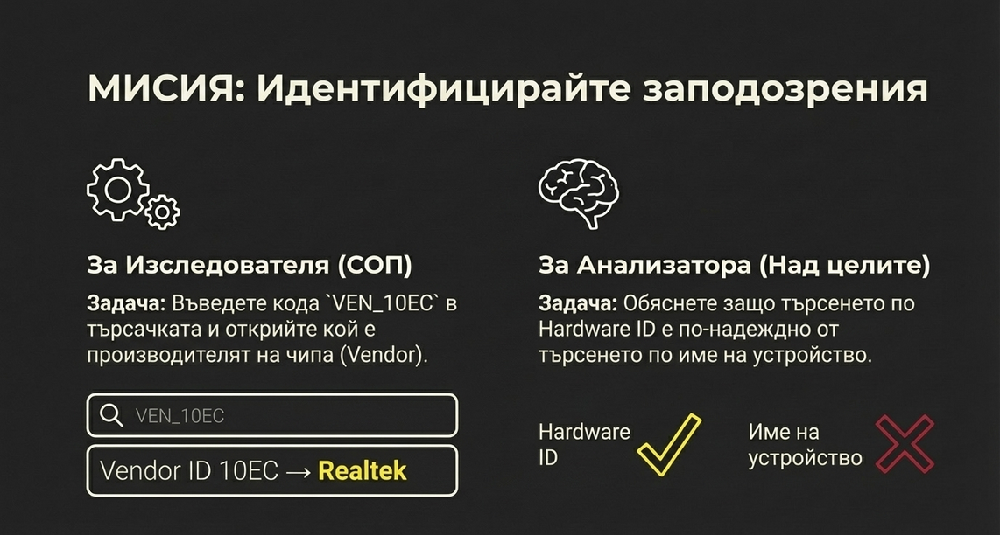 МИСИЯ: Идентифицирайте заподозрения
За Изследователя (СОП)
Задача: Въведете кода `VEN_10EC` в
търсачката и открийте кой е
производителят на чипа (Vendor).
VEN_10EC
Vendor ID 10EC → Realtek
За Анализатора (Над целите)
Задача: Обяснете защо търсенето по
Hardware ID е по-надеждно от
търсенето по име на устройство.
Hardware
ID
Име на
устройство